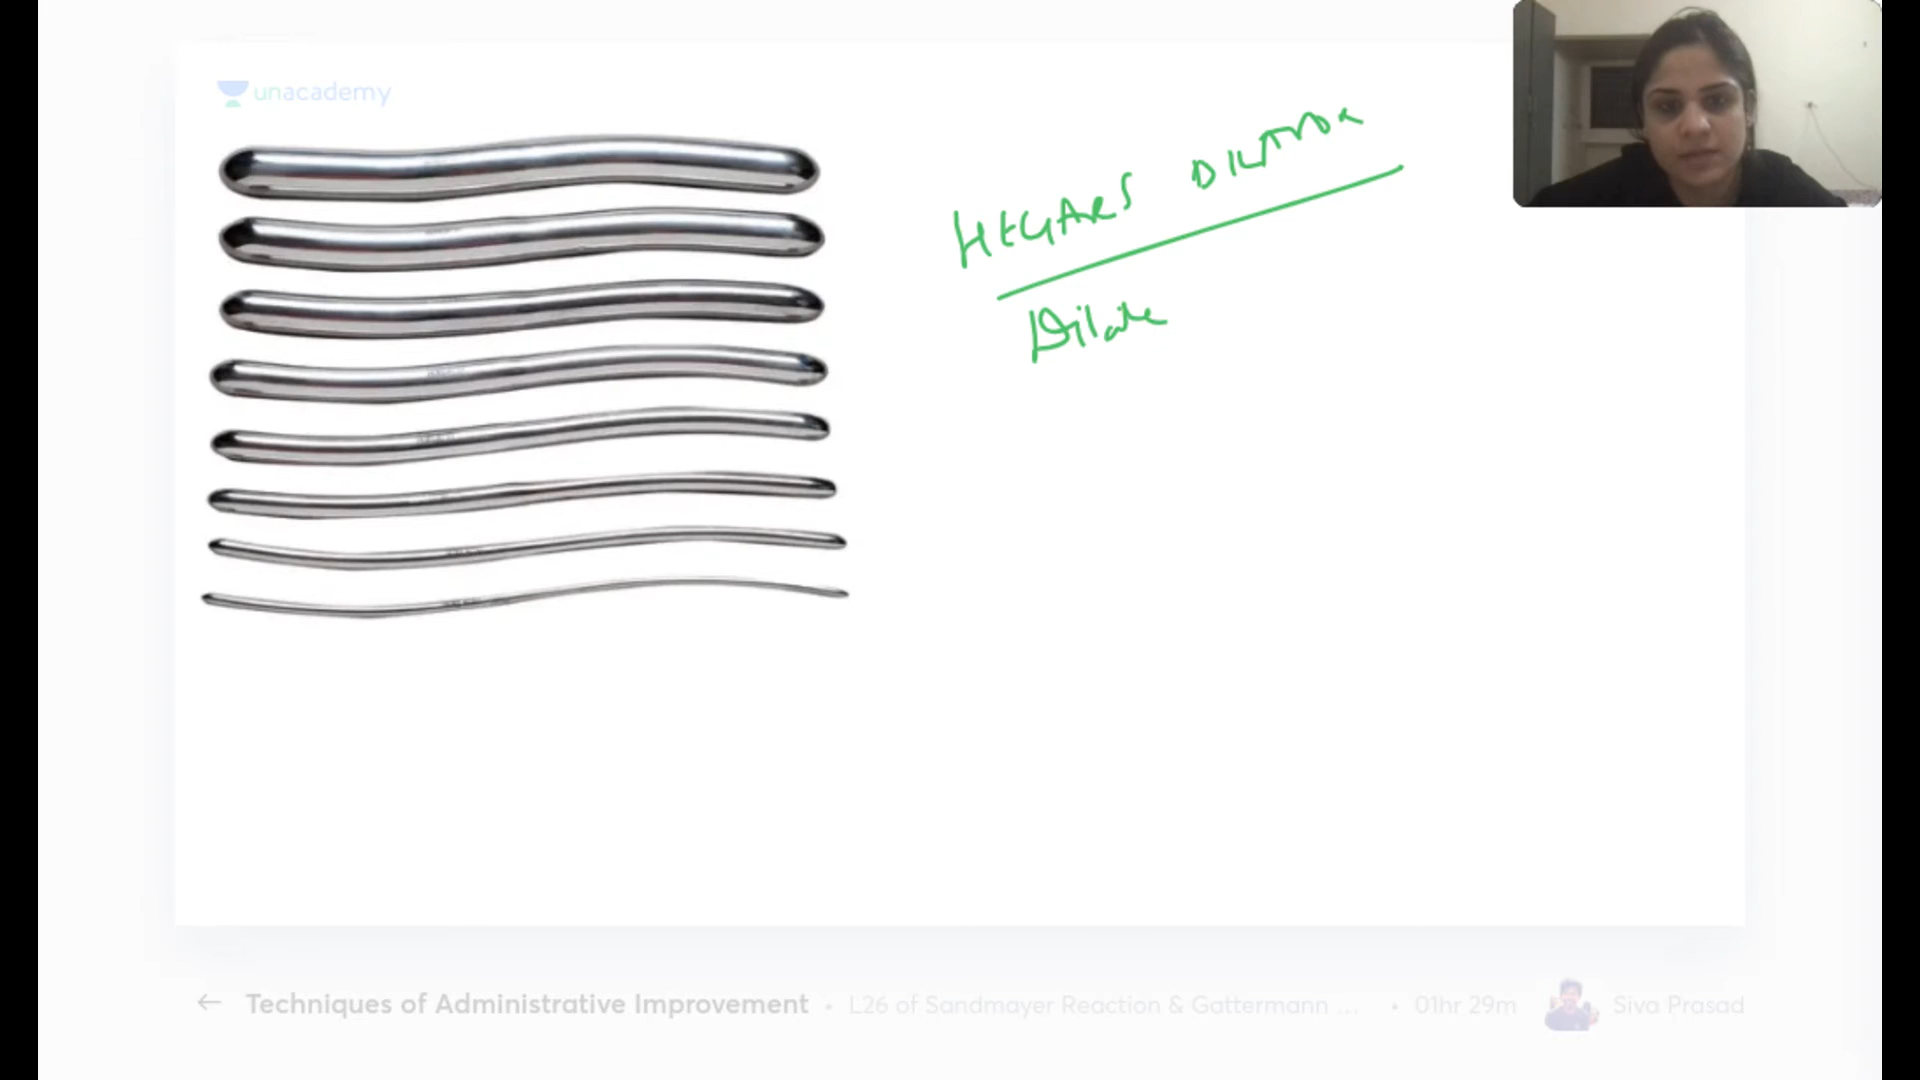 unacademy
HEGARS DILATOR
Dilate
← Techniques of Administrative Improvement • L26 of Sandmayer Reaction & Gattermann ... • 01hr 29m Siva Prasad